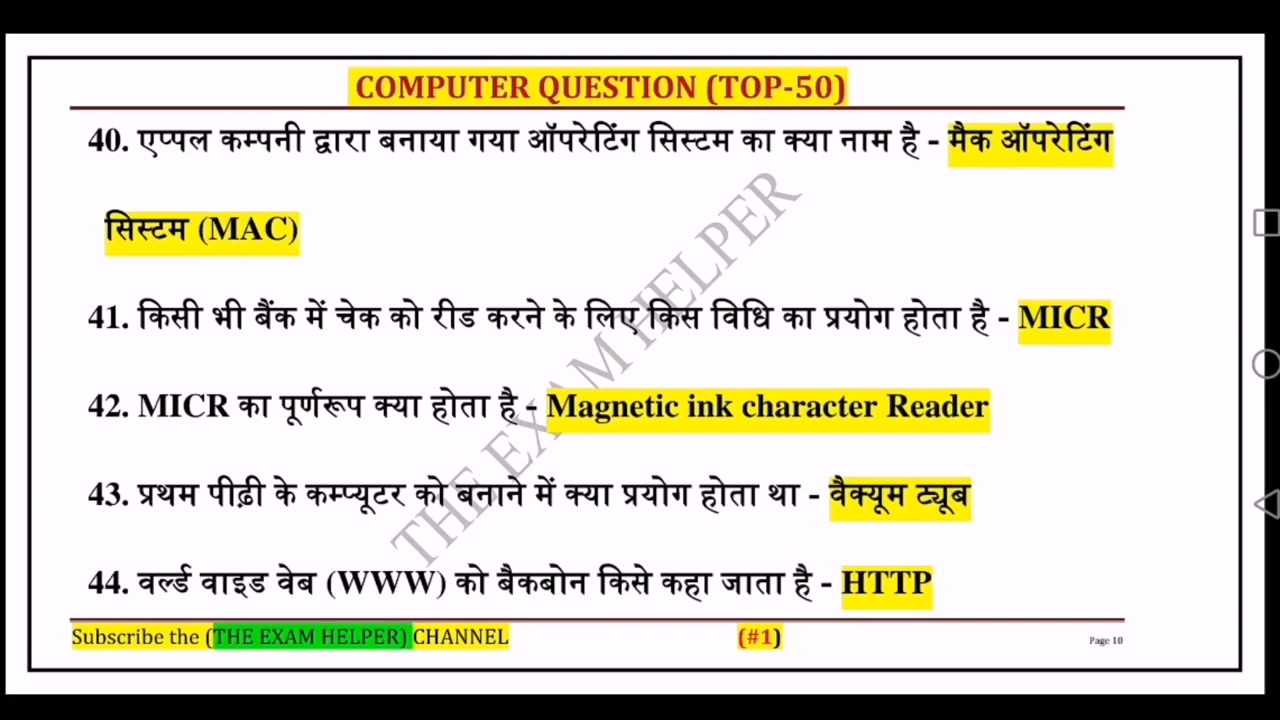 COMPUTER QUESTION (TOP-50)
40. एप्पल कम्पनी द्वारा बनाया गया ऑपरेटिंग सिस्टम का क्या नाम है - मैक ऑपरेटिंग
सिस्टम (MAC)
41. किसी भी बैंक में चेक को रीड करने के लिए किस विधि का प्रयोग होता है - MICR
42. MICR का पूर्णरूप क्या होता है - Magnetic ink character Reader
43. प्रथम पीढ़ी के कम्प्यूटर को बनाने में क्या प्रयोग होता था - वैक्यूम ट्यूब
44. वर्ल्ड वाइड वेब (WWW) को बैकबोन किसे कहा जाता है - HTTP
THE EXAM HELPER
Subscribe the (THE EXAM HELPER) CHANNEL (#1) Page 10